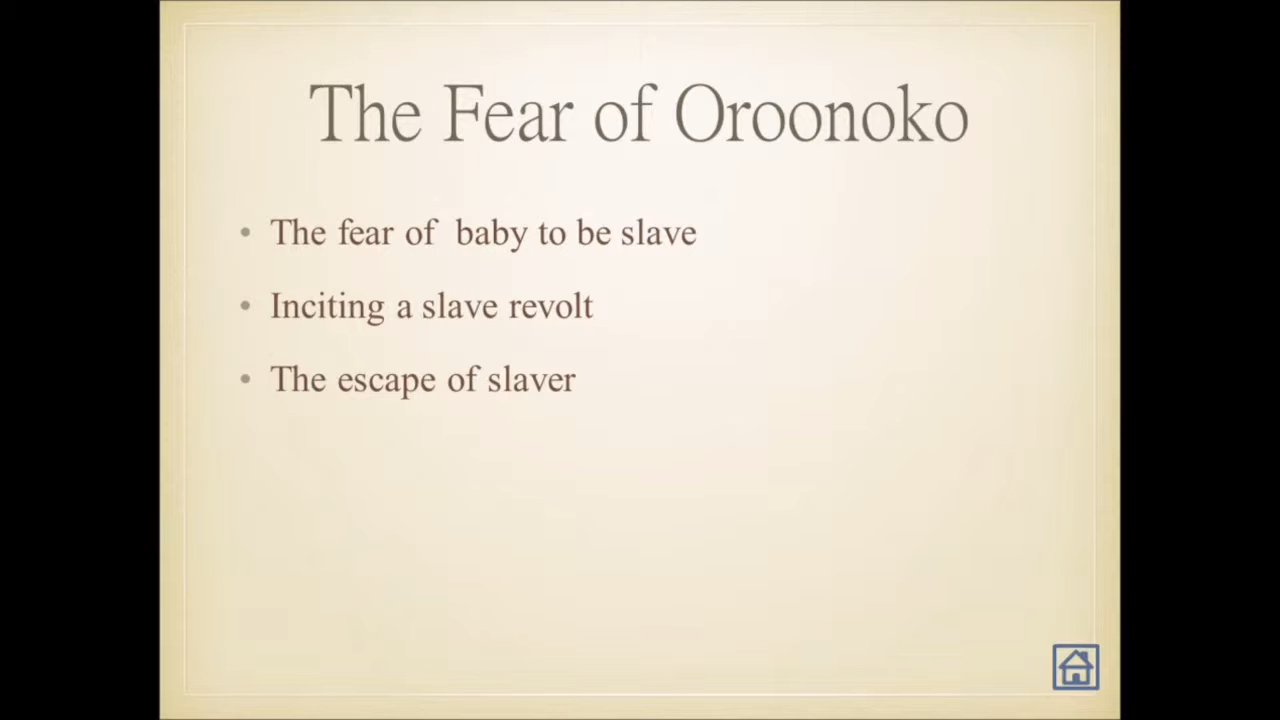 The Fear of Oroonoko
• The fear of  baby to be slave
• Inciting a slave revolt
• The escape of slaver